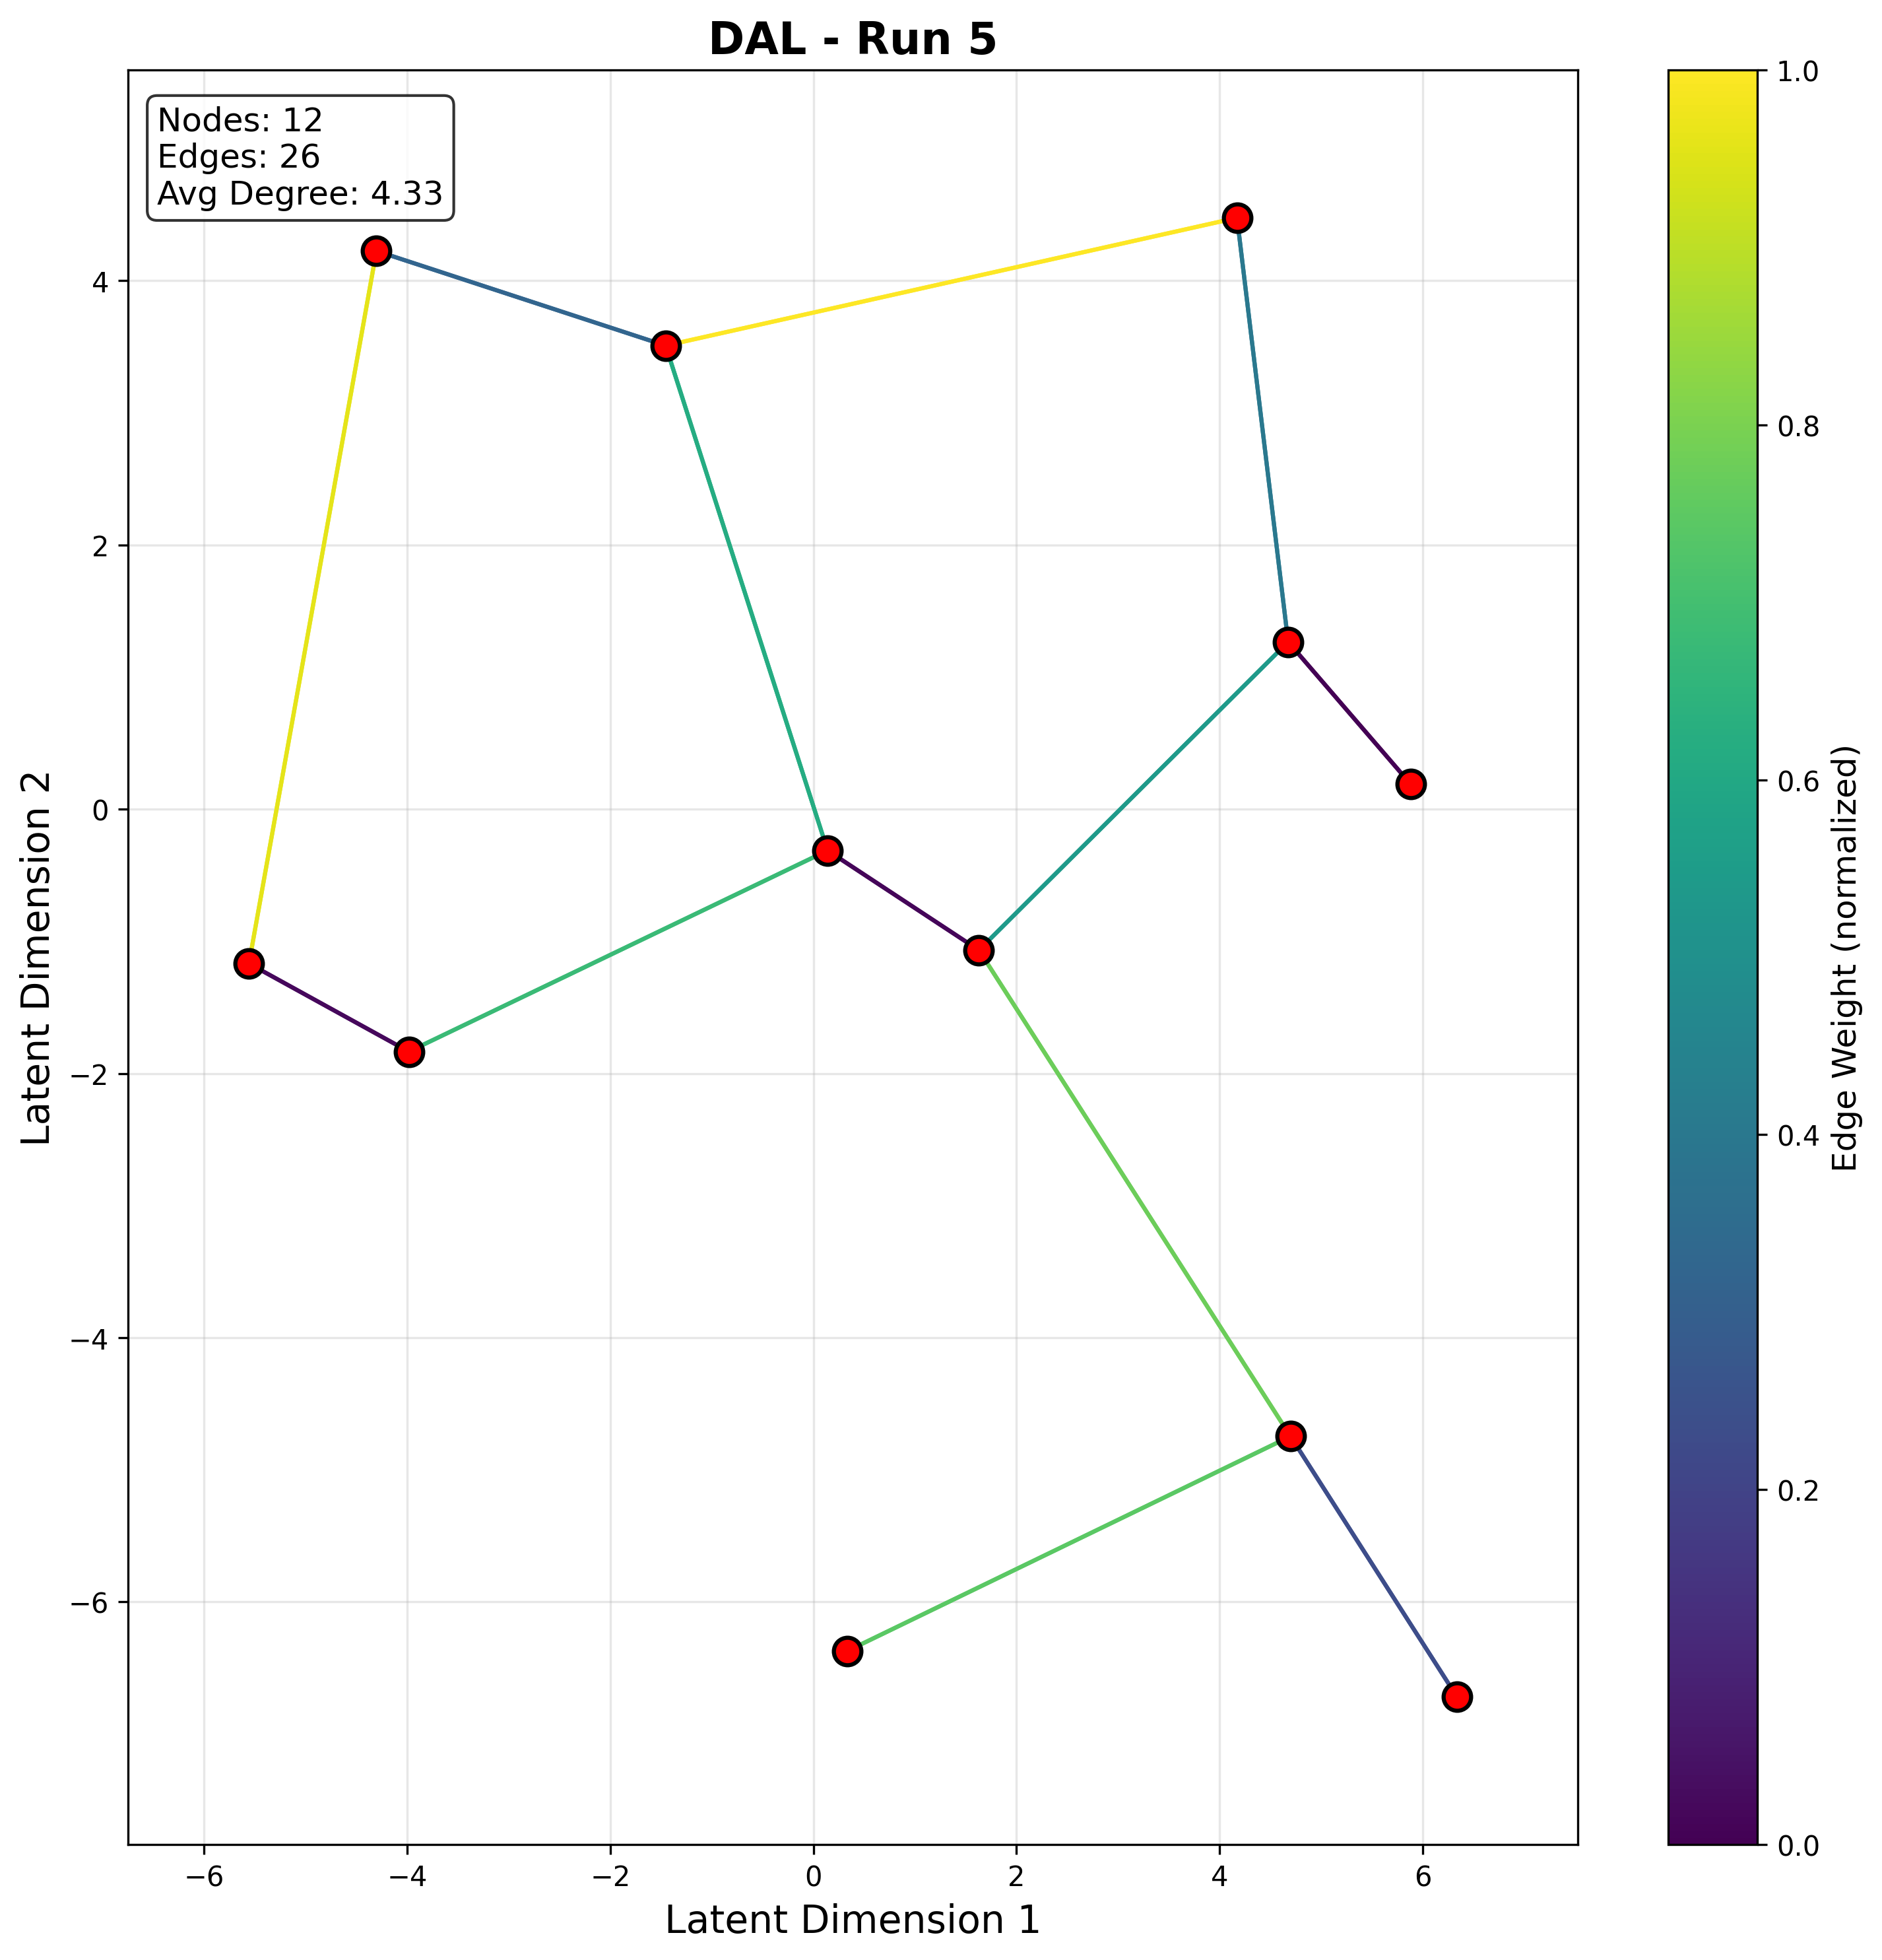 DAL - Run 5
Nodes: 12
Edges: 26
Avg Degree: 4.33
Latent Dimension 2
4
2
0
−2
−4
−6
−6
−4
−2
0
2
4
6
Latent Dimension 1
1.0
0.8
0.6
0.4
0.2
0.0
Edge Weight (normalized)